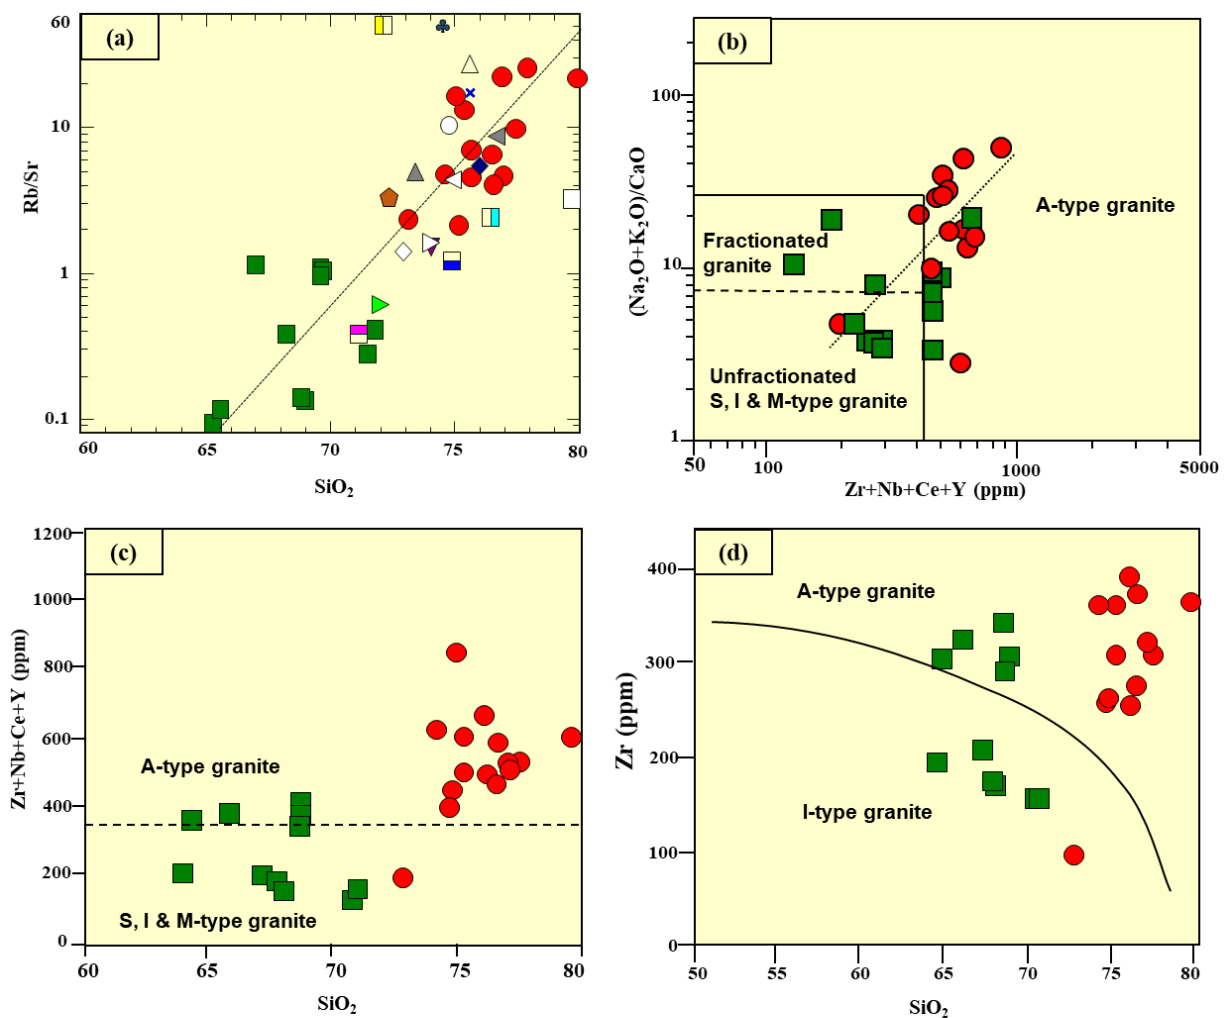 (a)
60
10
1
0.1
Rb/Sr
60
65
70
75
80
SiO2
(b)
100
10
1
(Na2O+K2O)/CaO
A-type granite
Fractionated
granite
Unfractionated
S, I & M-type granite
50
100
1000
5000
Zr+Nb+Ce+Y (ppm)
(c)
1200
1000
800
600
400
200
0
Zr+Nb+Ce+Y (ppm)
A-type granite
S, I & M-type granite
60
65
70
75
80
SiO2
(d)
400
300
200
100
0
Zr (ppm)
A-type granite
I-type granite
50
55
60
65
70
75
80
SiO2